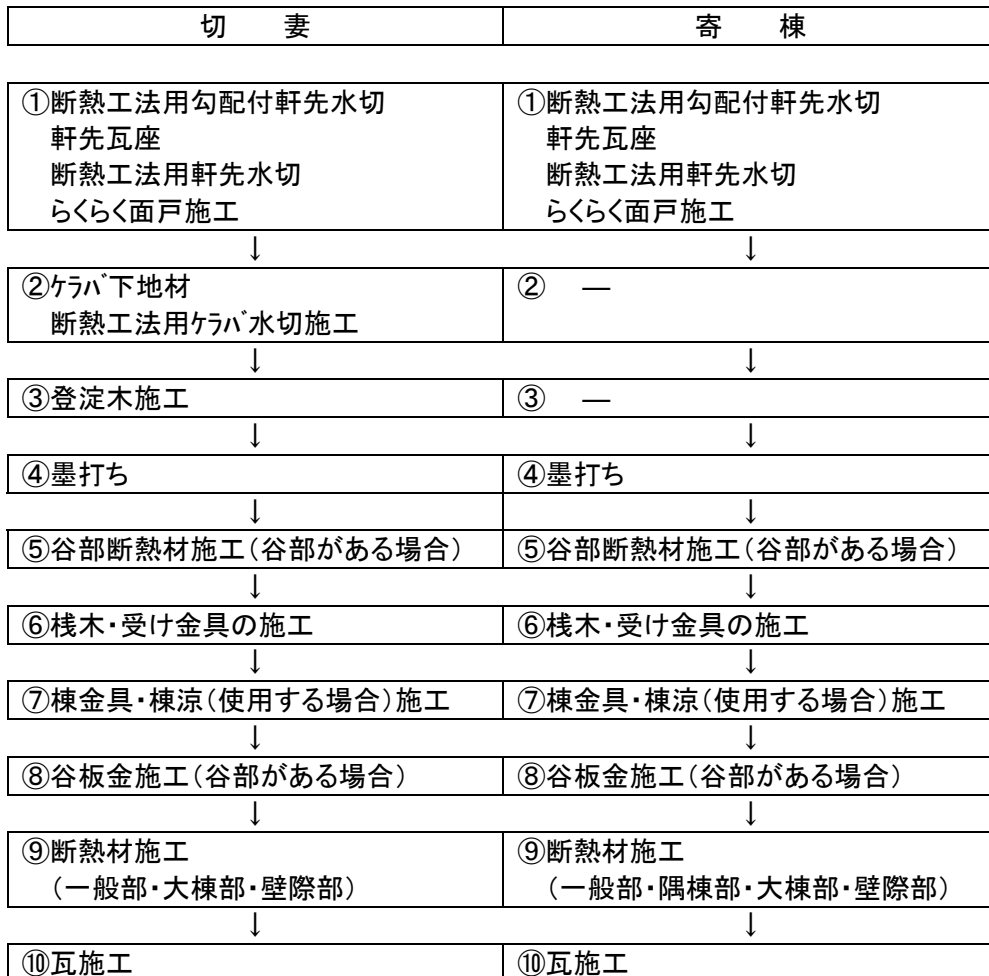 切　妻
寄　棟
①断熱工法用勾配付軒先水切
軒先瓦座
断熱工法用軒先水切
らくらく面戸施工
①断熱工法用勾配付軒先水切
軒先瓦座
断熱工法用軒先水切
らくらく面戸施工
↓
↓
②ｹﾗﾊﾞ下地材
断熱工法用ｹﾗﾊﾞ水切施工
②　―
↓
↓
③登淀木施工
③　―
↓
↓
④墨打ち
④墨打ち
↓
↓
⑤谷部断熱材施工（谷部がある場合）
⑤谷部断熱材施工（谷部がある場合）
↓
↓
⑥桟木・受け金具の施工
⑥桟木・受け金具の施工
↓
↓
⑦棟金具・棟涼（使用する場合）施工
⑦棟金具・棟涼（使用する場合）施工
↓
↓
⑧谷板金施工（谷部がある場合）
⑧谷板金施工（谷部がある場合）
↓
↓
⑨断熱材施工
（一般部・大棟部・壁際部）
⑨断熱材施工
（一般部・隅棟部・大棟部・壁際部）
↓
↓
⑩瓦施工
⑩瓦施工